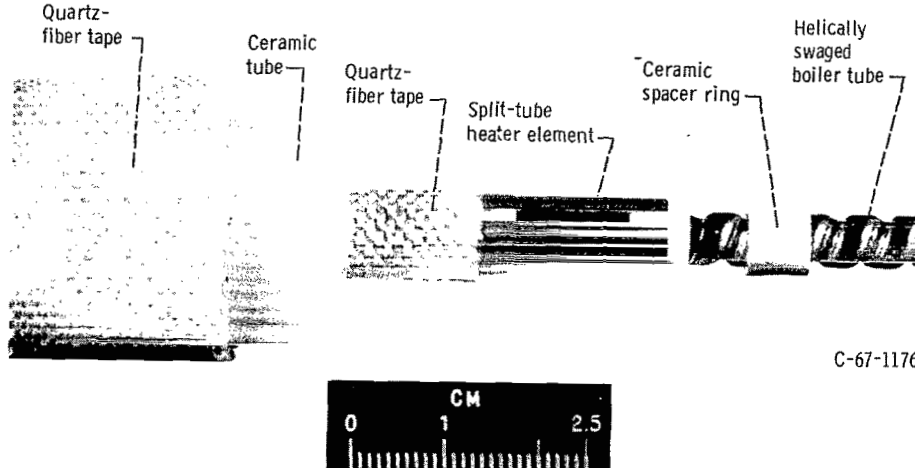 Quartz-
fiber tape
Ceramic
tube
Quartz-
fiber tape
Split-tube
heater element
Ceramic
spacer ring
Helically
swaged
boiler tube
C-67-1176
CM
0 1 2.5